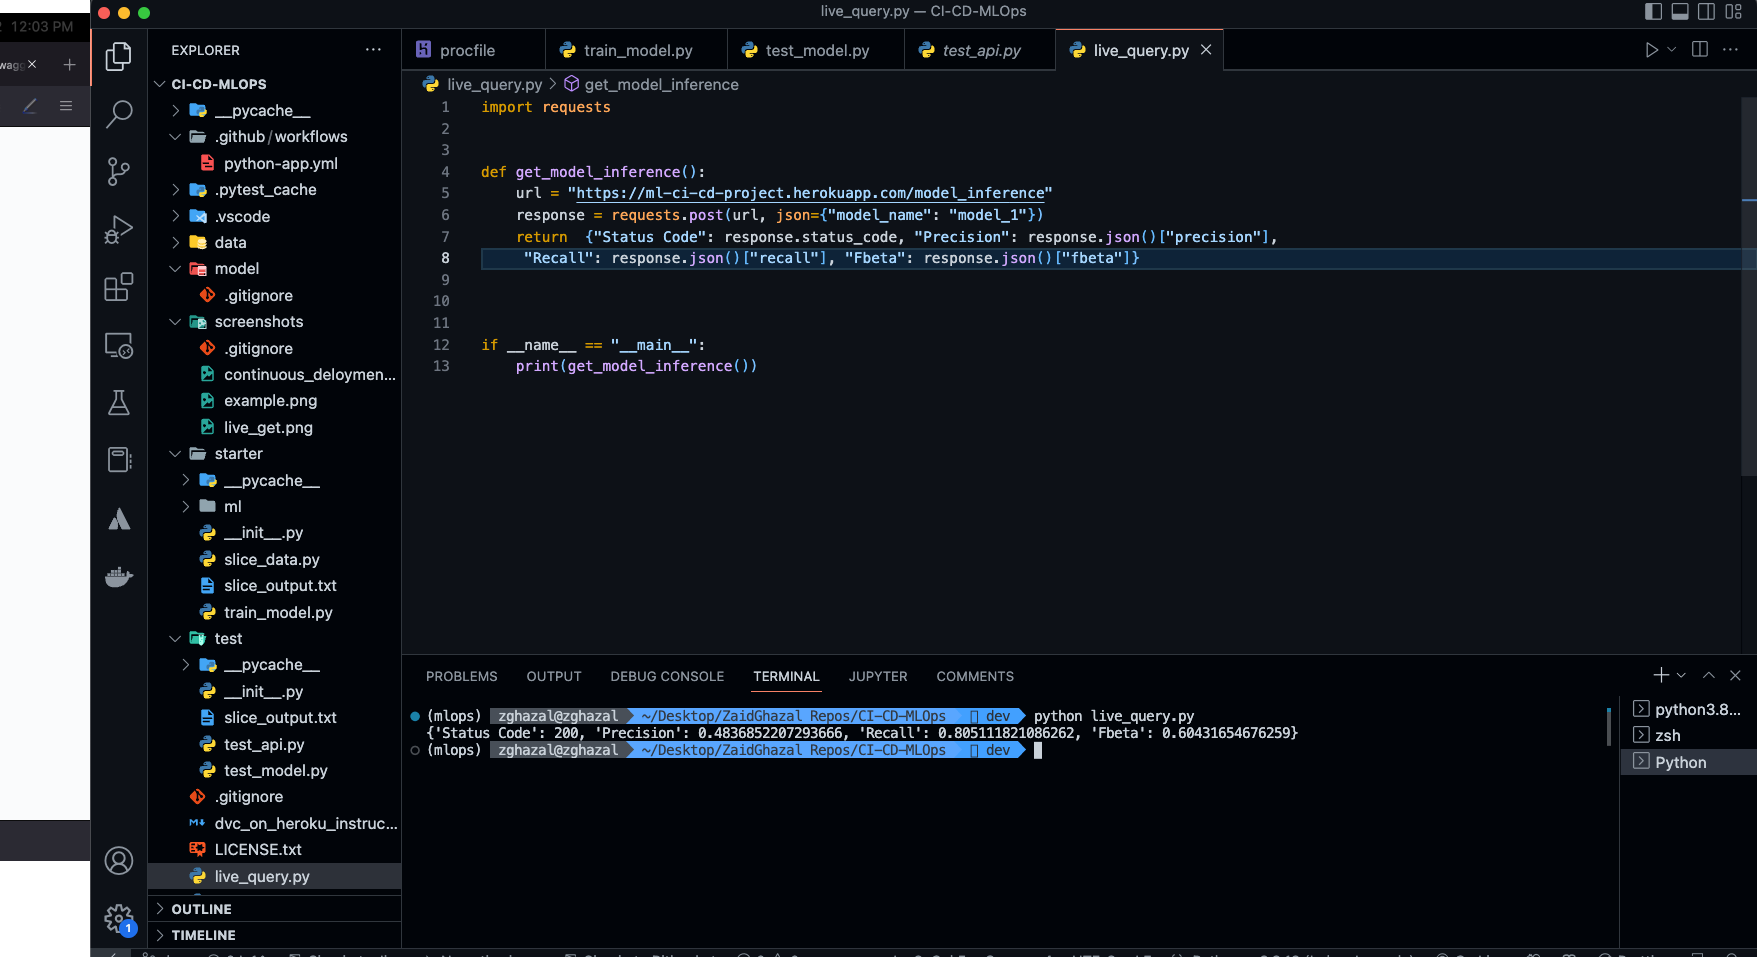 live_query.py — CI-CD-MLOps
12:03 PM
EXPLORER
procfile
train_model.py
test_model.py
test_api.py
live_query.py
live_query.py > get_model_inference
CI-CD-MLOPS
__pycache__
.github/workflows
python-app.yml
.pytest_cache
.vscode
data
model
.gitignore
screenshots
.gitignore
continuous_deloymen...
example.png
live_get.png
starter
__pycache__
ml
__init__.py
slice_data.py
slice_output.txt
train_model.py
test
__pycache__
__init__.py
slice_output.txt
test_api.py
test_model.py
.gitignore
dvc_on_heroku_instruc...
LICENSE.txt
live_query.py
OUTLINE
TIMELINE
1
1 import requests
2
3
4 def get_model_inference():
5 url = "https://ml-ci-cd-project.herokuapp.com/model_inference"
6 response = requests.post(url, json={"model_name": "model_1"})
7 return  {"Status Code": response.status_code, "Precision": response.json()["precision"],
8 "Recall": response.json()["recall"], "Fbeta": response.json()["fbeta"]}
9
10
11
12 if __name__ == "__main__":
13 print(get_model_inference())
PROBLEMS OUTPUT DEBUG CONSOLE TERMINAL JUPYTER COMMENTS
(mlops) zghazal@zghazal ~/Desktop/ZaidGhazal Repos/CI-CD-MLOps dev python live_query.py
{'Status Code': 200, 'Precision': 0.4836852207293666, 'Recall': 0.805111821086262, 'Fbeta': 0.60431654676259}
(mlops) zghazal@zghazal ~/Desktop/ZaidGhazal Repos/CI-CD-MLOps dev
python3.8...
zsh
Python